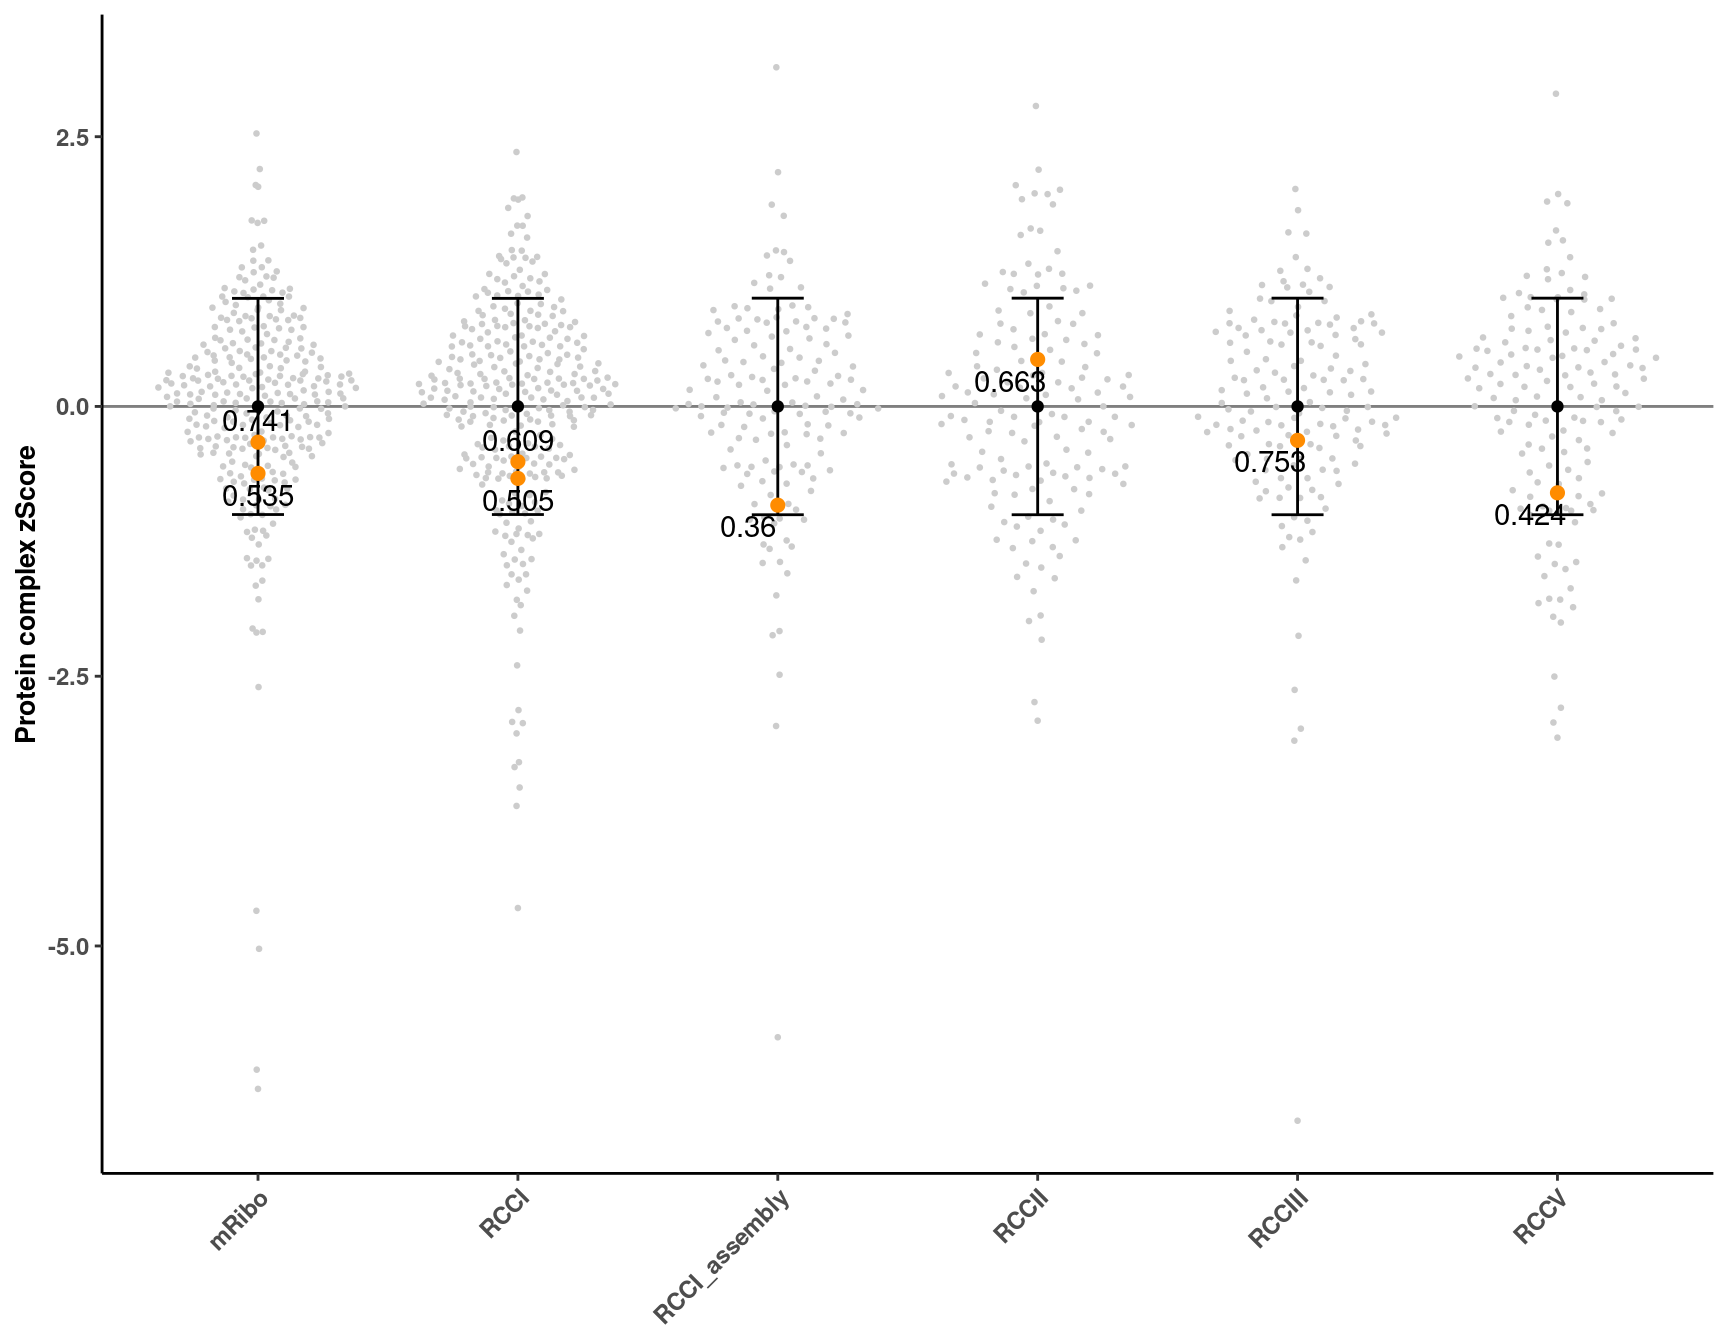 Protein complex zScore
2.5
0.0
-2.5
-5.0
0.741
0.535
0.609
0.505
0.36
0.663
0.753
0.424
mRibo
RCCI
RCCI_assembly
RCCII
RCCIII
RCCV